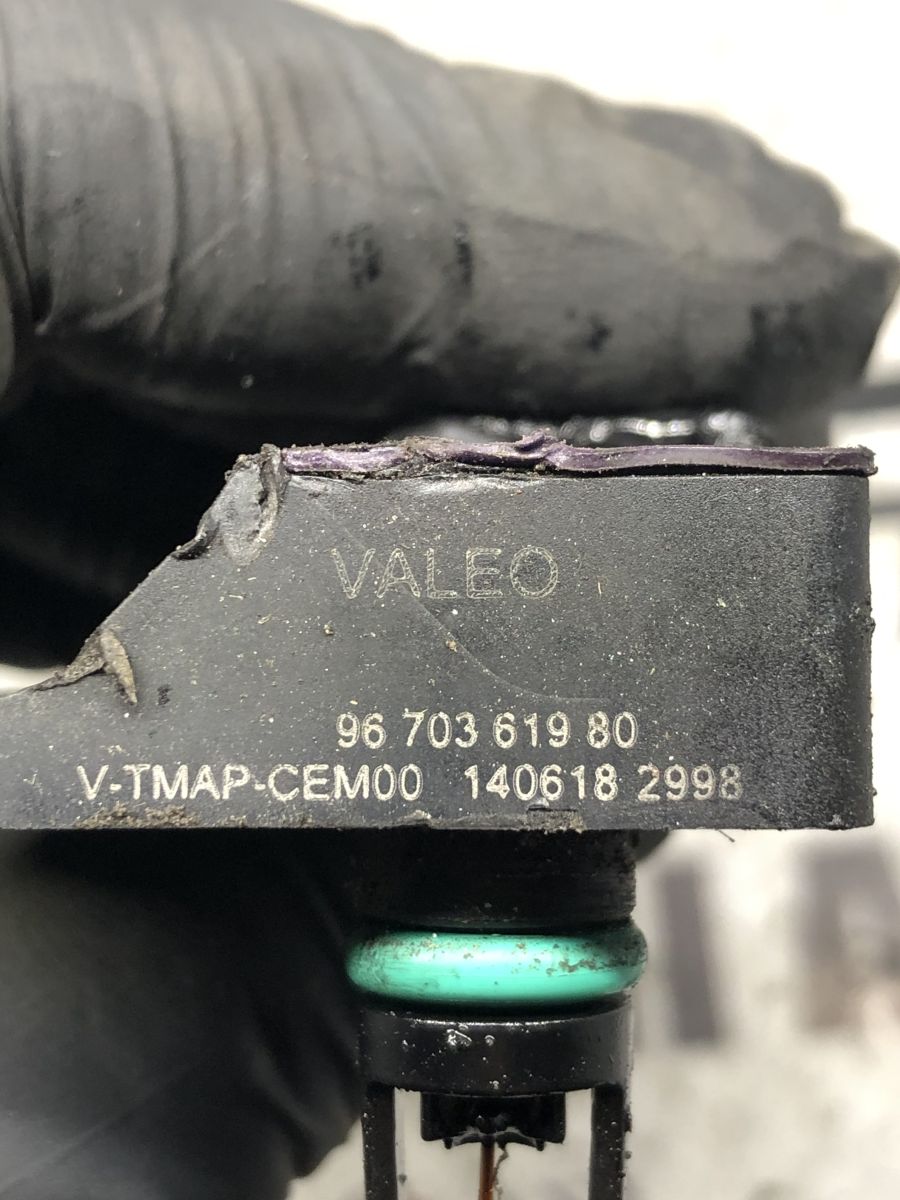 VALEO
96 703 619 80
V-TMAP-CEM00 140618 2998